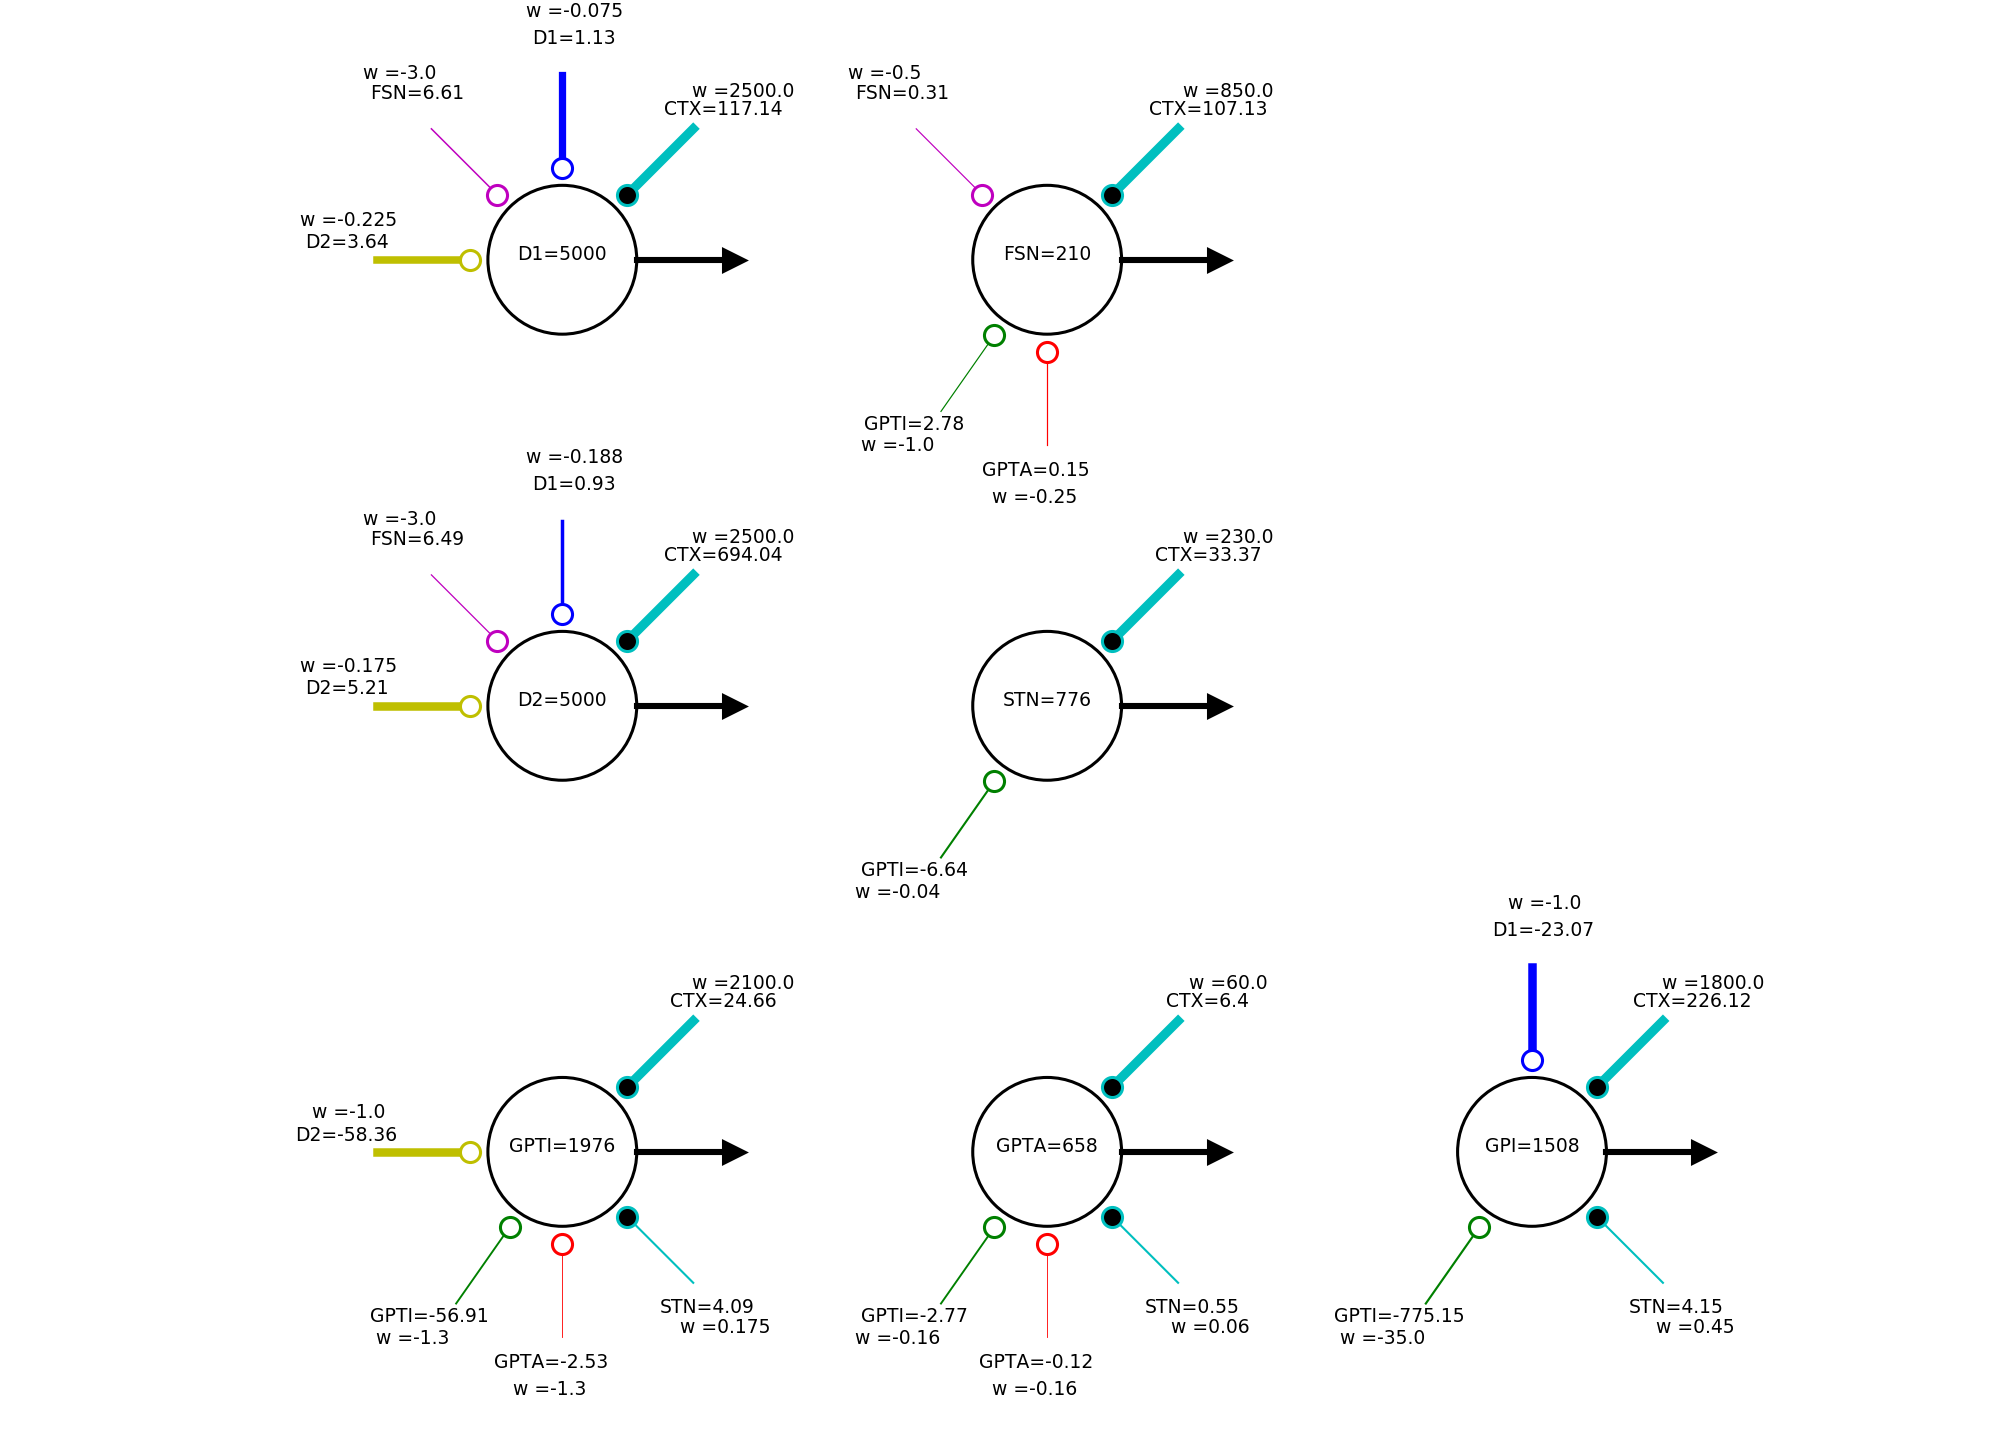 w =-0.075
D1=1.13
w =-3.0
FSN=6.61
w =2500.0
CTX=117.14
w =-0.225
D2=3.64
D1=5000
w =-0.5
FSN=0.31
w =850.0
CTX=107.13
FSN=210
GPTI=2.78
w =-1.0
GPTA=0.15
w =-0.25
w =-0.188
D1=0.93
w =-3.0
FSN=6.49
w =2500.0
CTX=694.04
w =-0.175
D2=5.21
D2=5000
w =230.0
CTX=33.37
STN=776
GPTI=-6.64
w =-0.04
w =2100.0
CTX=24.66
w =-1.0
D2=-58.36
GPTI=1976
GPTI=-56.91
w =-1.3
GPTA=-2.53
w =-1.3
STN=4.09
w =0.175
w =60.0
CTX=6.4
GPTA=658
GPTI=-2.77
w =-0.16
GPTA=-0.12
w =-0.16
STN=0.55
w =0.06
w =-1.0
D1=-23.07
w =1800.0
CTX=226.12
GPI=1508
GPTI=-775.15
w =-35.0
STN=4.15
w =0.45